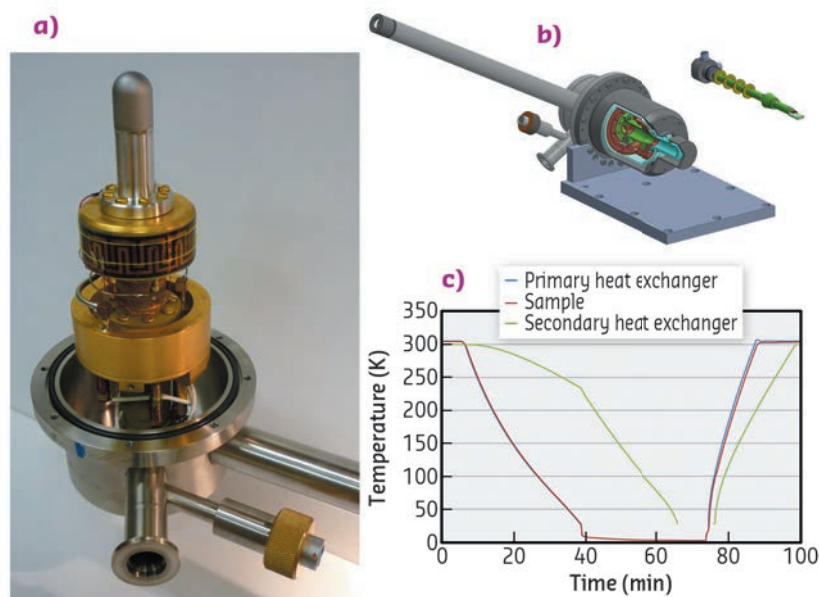 a)
b)
c)
Primary heat exchanger
Sample
Secondary heat exchanger
350
300
250
200
150
100
50
0
Temperature (K)
0 20 40 60 80 100
Time (min)